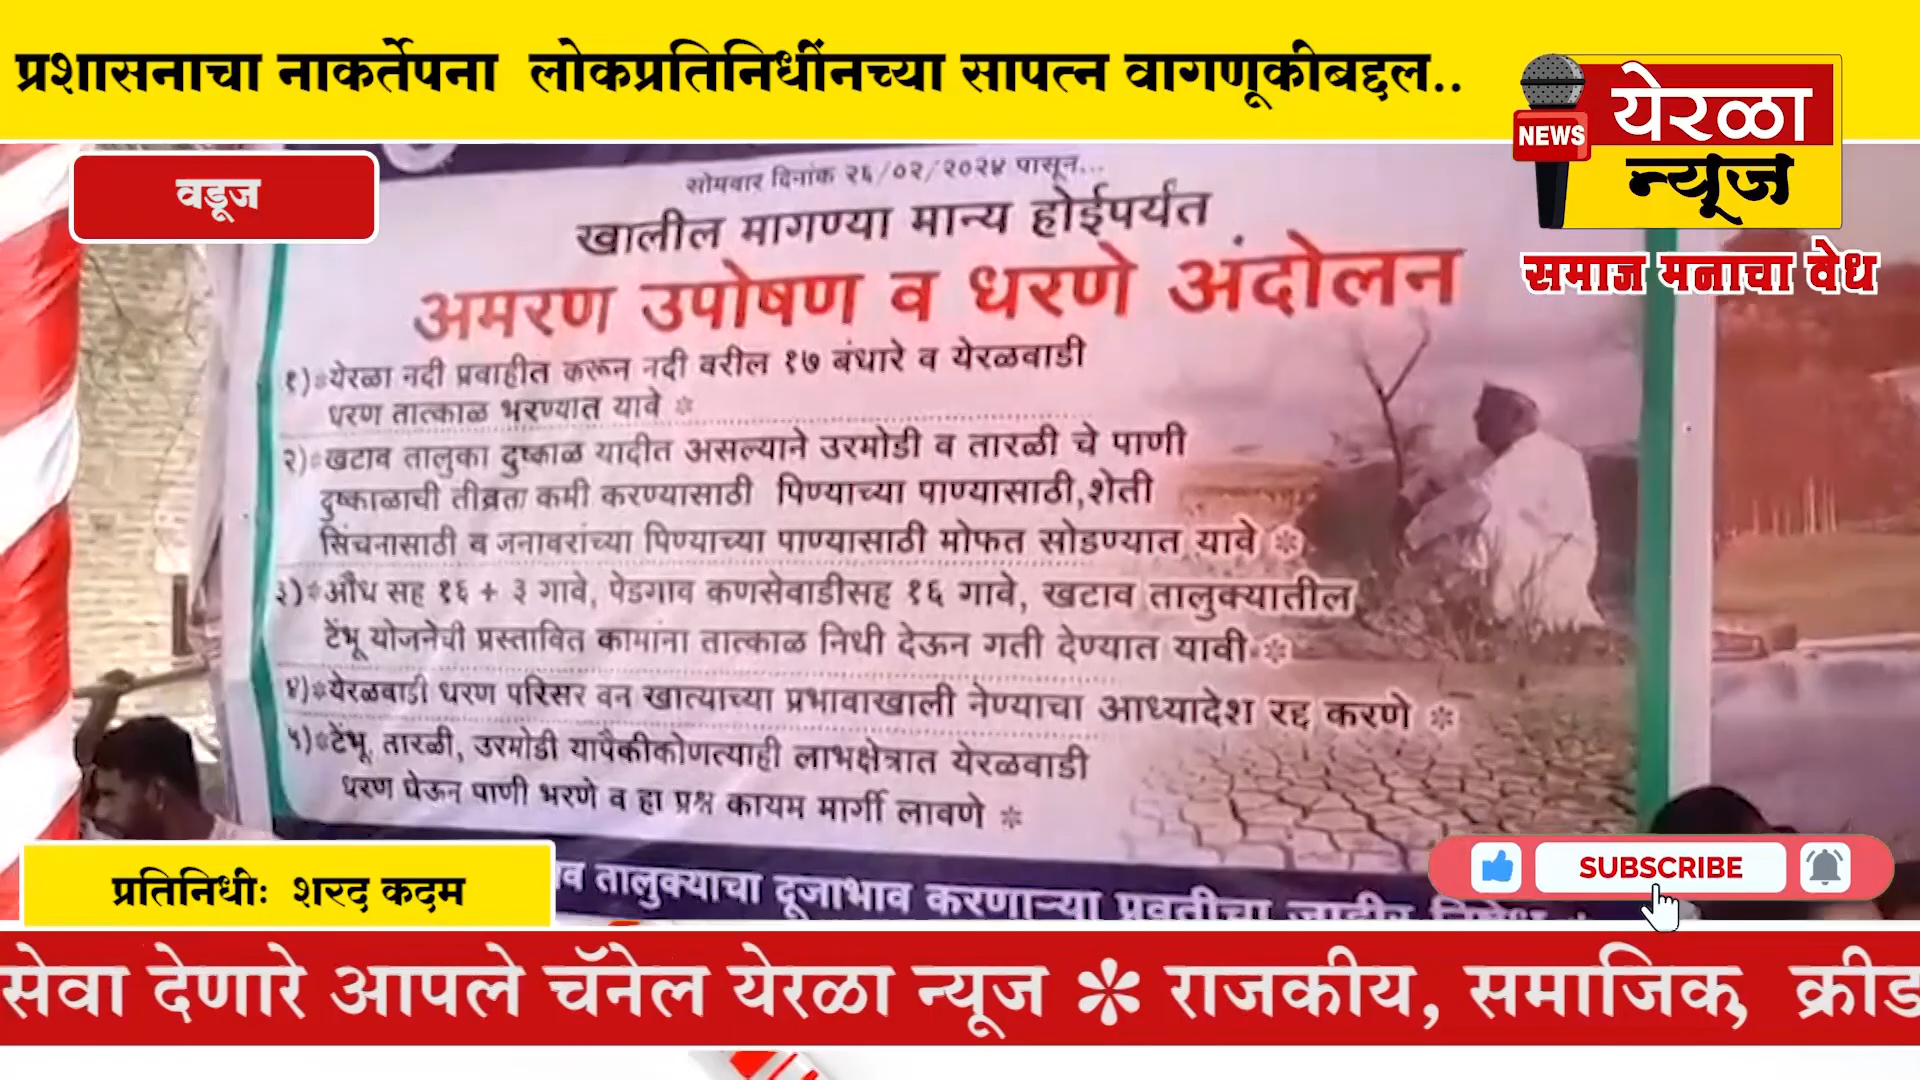 प्रशासनाचा नाकर्तेपना लोकप्रतिनिधींनच्या सापत्न वागणूकीबद्दल..
NEWS
येरळा
न्यूज
समाज मनाचा वेध
वडूज
सोमवार दिनांक २६/०२/२०२४ पासून...
खालील मागण्या मान्य होईपर्यंत
अमरण उपोषण व धरणे अंदोलन
१)*येरळा नदी प्रवाहीत करून नदी वरील १७ बंधारे व येरळवाडी
धरण तात्काळ भरण्यात यावे *
२)*खटाव तालुका दुष्काळ यादीत असल्याने उरमोडी व तारळी चे पाणी
दुष्काळाची तीव्रता कमी करण्यासाठी पिण्याच्या पाण्यासाठी,शेती
सिंचनासाठी व जनावरांच्या पिण्याच्या पाण्यासाठी मोफत सोडण्यात यावे *
३)*औंध सह १६ + ३ गावे, पेडगाव कणसेवाडीसह १६ गावे, खटाव तालुक्यातील
टेंभू योजनेची प्रस्तावित कामांना तात्काळ निधी देऊन गती देण्यात यावी *
४)*येरळवाडी धरण परिसर वन खात्याच्या प्रभावाखाली नेण्याचा आध्यादेश रद्द करणे *
५)*टेंभू, तारळी, उरमोडी यापैकीकोणत्याही लाभक्षेत्रात येरळवाडी
धरण घेऊन पाणी भरणे व हा प्रश्न कायम मार्गी लावणे *
तालुक्याचा दूजाभाव करणाऱ्या
SUBSCRIBE
प्रतिनिधीः शरद कदम
सेवा देणारे आपले चॅनेल येरळा न्यूज * राजकीय, समाजिक, क्रीड